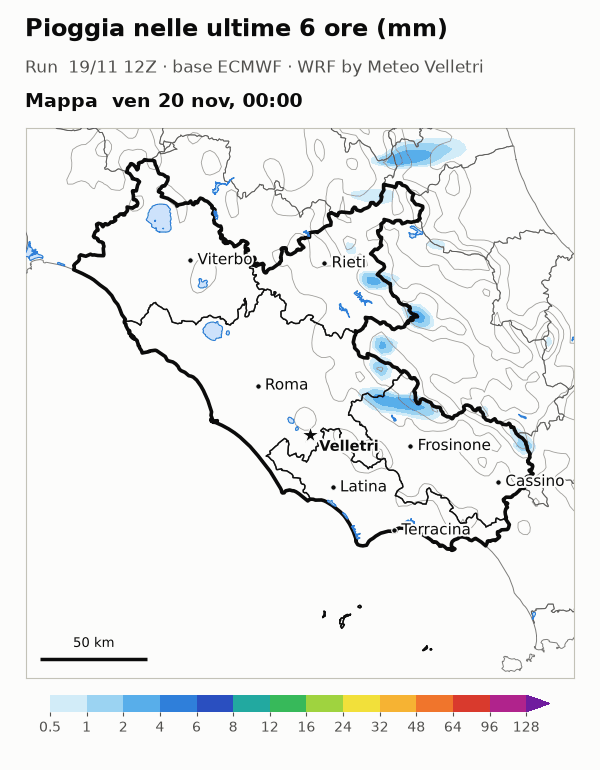 Pioggia nelle ultime 6 ore (mm)
Run  19/11 12Z · base ECMWF · WRF by Meteo Velletri
Mappa  ven 20 nov, 00:00
Viterbo
Rieti
Roma
Velletri
Frosinone
Latina
Cassino
Terracina
50 km
0.5 1 2 4 6 8 12 16 24 32 48 64 96 128